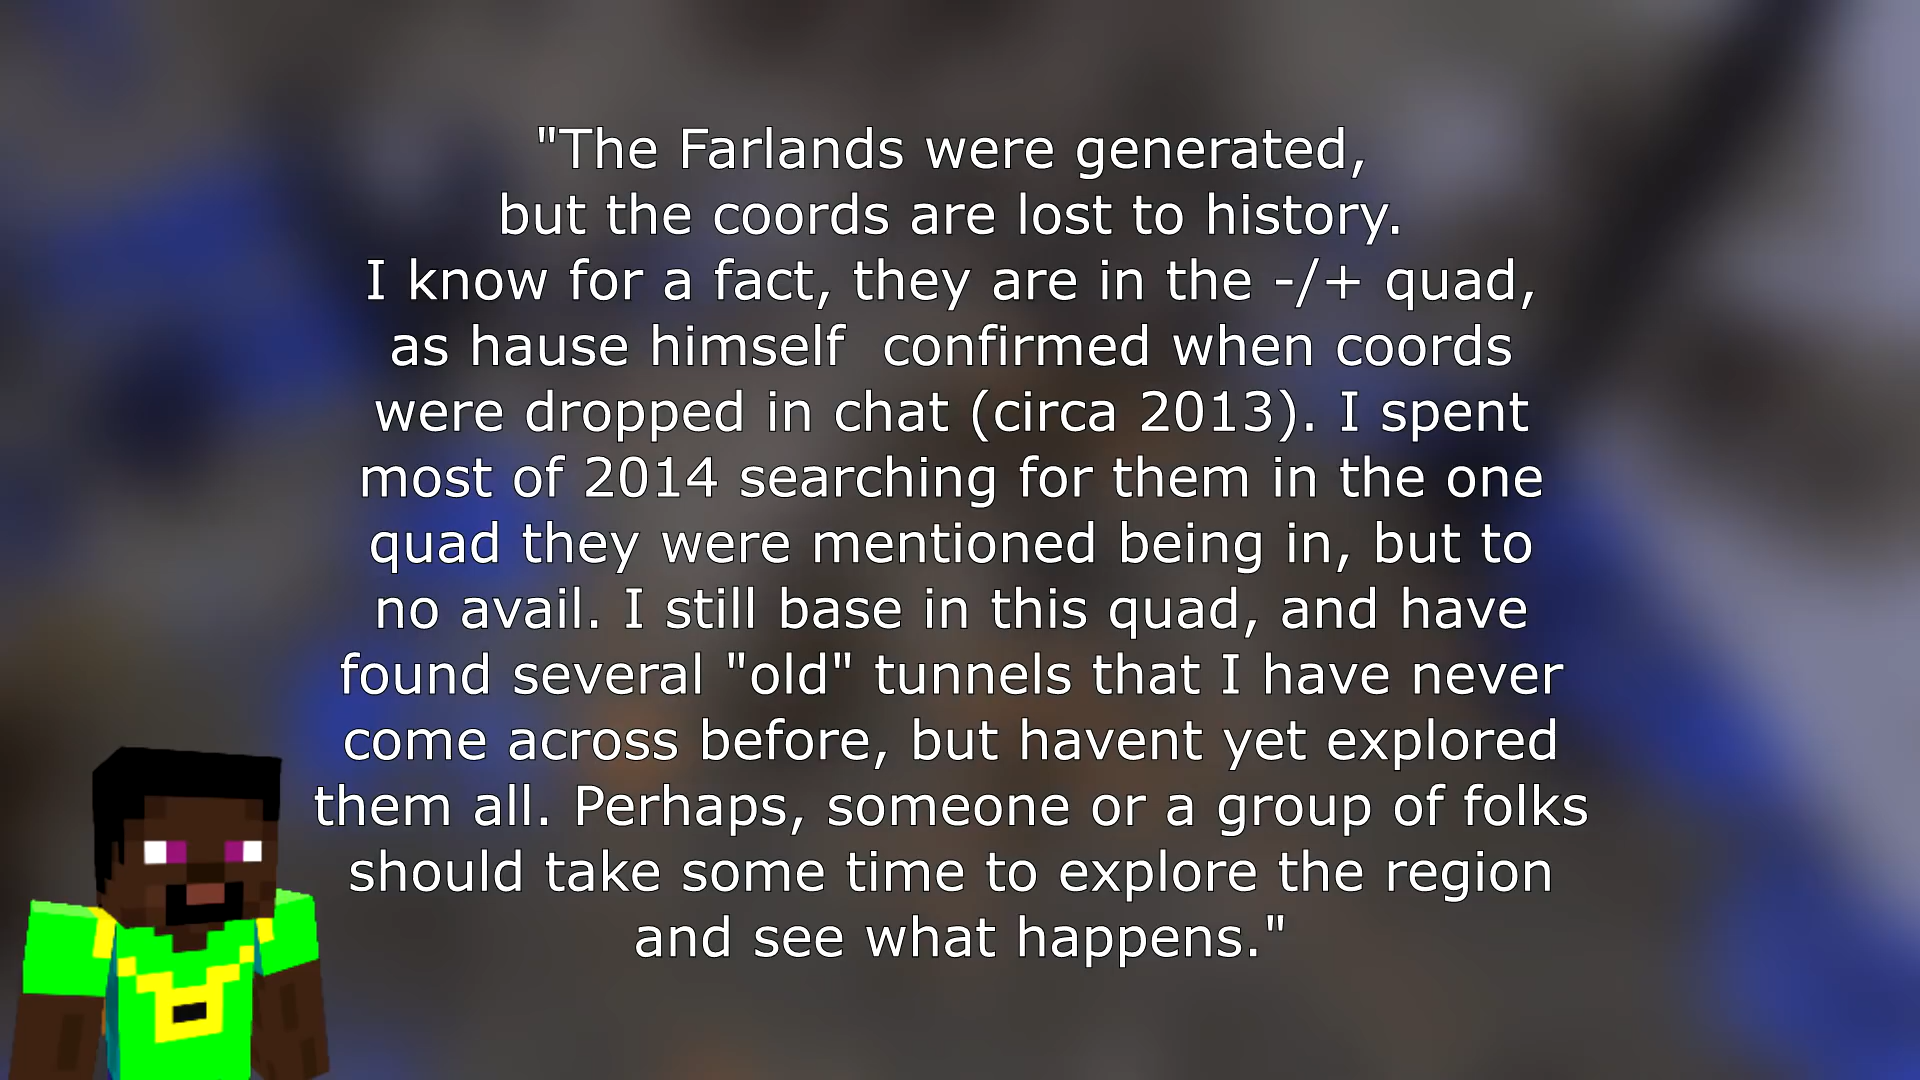 "The Farlands were generated,
but the coords are lost to history.
I know for a fact, they are in the -/+ quad,
as hause himself  confirmed when coords
were dropped in chat (circa 2013). I spent
most of 2014 searching for them in the one
quad they were mentioned being in, but to
no avail. I still base in this quad, and have
found several "old" tunnels that I have never
come across before, but havent yet explored
them all. Perhaps, someone or a group of folks
should take some time to explore the region
and see what happens."